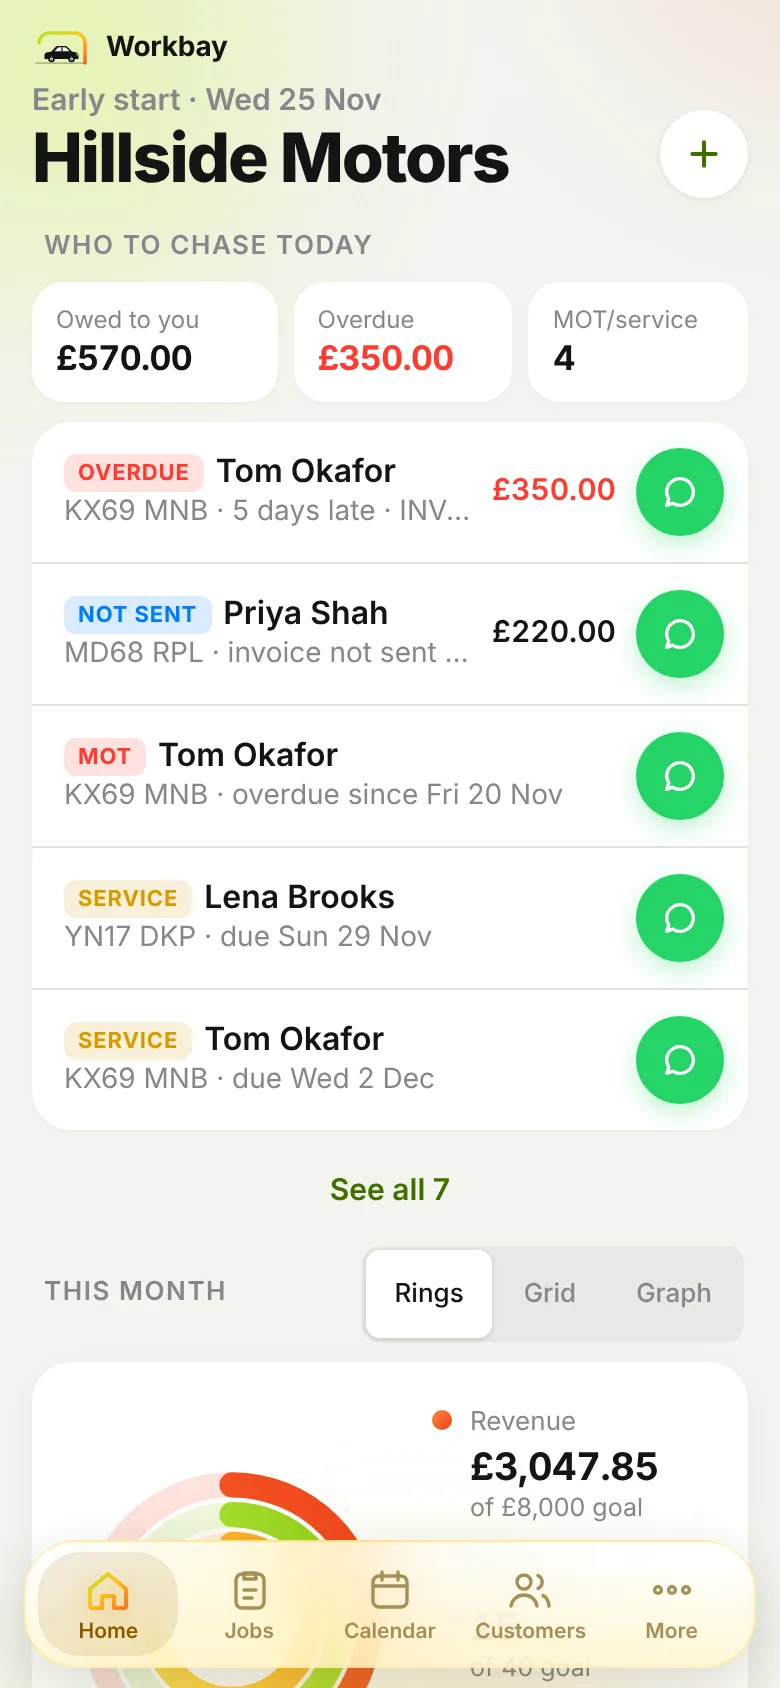 Workbay
Early start · Wed 25 Nov
Hillside Motors
WHO TO CHASE TODAY
Owed to you
£570.00
Overdue
£350.00
MOT/service
4
OVERDUE Tom Okafor
KX69 MNB · 5 days late · INV...
£350.00
NOT SENT Priya Shah
MD68 RPL · invoice not sent ...
£220.00
MOT Tom Okafor
KX69 MNB · overdue since Fri 20 Nov
SERVICE Lena Brooks
YN17 DKP · due Sun 29 Nov
SERVICE Tom Okafor
KX69 MNB · due Wed 2 Dec
See all 7
THIS MONTH
Rings Grid Graph
Revenue
£3,047.85
of £8,000 goal
of 40 goal
Home Jobs Calendar Customers More